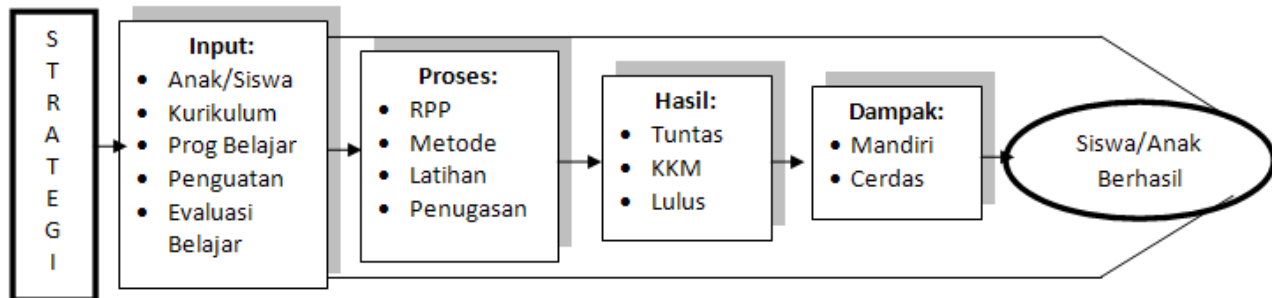 S
T
R
A
T
E
G
I
Input:
• Anak/Siswa
• Kurikulum
• Prog Belajar
• Penguatan
• Evaluasi
Belajar
Proses:
• RPP
• Metode
• Latihan
• Penugasan
Hasil:
• Tuntas
• KKM
• Lulus
Dampak:
• Mandiri
• Cerdas
Siswa/Anak
Berhasil